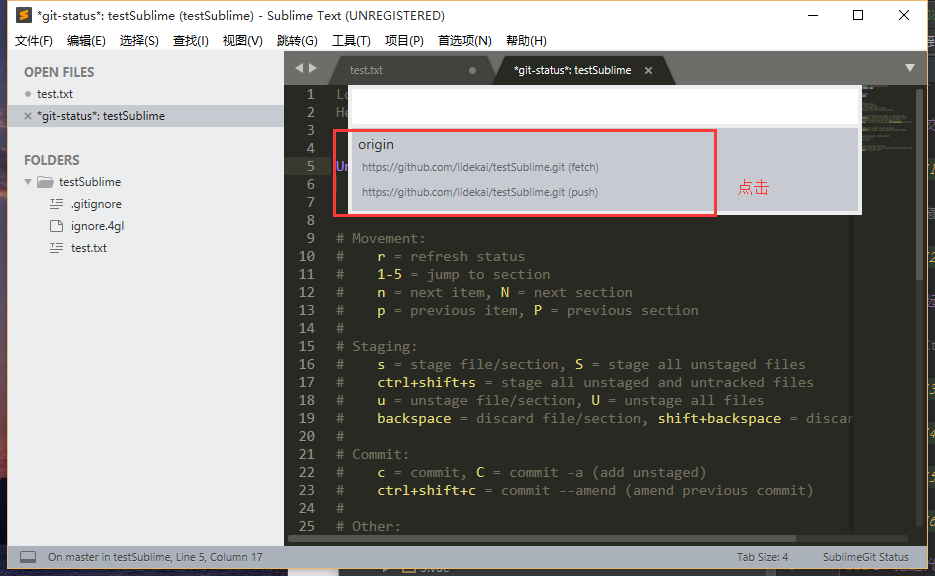 *git-status*: testSublime (testSublime) - Sublime Text (UNREGISTERED)
文件(F) 编辑(E) 选择(S) 查找(I) 视图(V) 跳转(G) 工具(T) 项目(P) 首选项(N) 帮助(H)
OPEN FILES
test.txt
*git-status*: testSublime
FOLDERS
testSublime
.gitignore
ignore.4gl
test.txt
test.txt *git-status*: testSublime
1 Lo
2 He
3
4
5 Un
6
7
8
9 # Movement:
10 # r = refresh status
11 # 1-5 = jump to section
12 # n = next item, N = next section
13 # p = previous item, P = previous section
14 #
15 # Staging:
16 # s = stage file/section, S = stage all unstaged files
17 # ctrl+shift+s = stage all unstaged and untracked files
18 # u = unstage file/section, U = unstage all files
19 # backspace = discard file/section, shift+backspace = discar
20 #
21 # Commit:
22 # c = commit, C = commit -a (add unstaged)
23 # ctrl+shift+c = commit --amend (amend previous commit)
24 #
25 # Other:
origin
https://github.com/lidekai/testSublime.git (fetch)
https://github.com/lidekai/testSublime.git (push)
点击
On master in testSublime, Line 5, Column 17 Tab Size: 4 SublimeGit Status